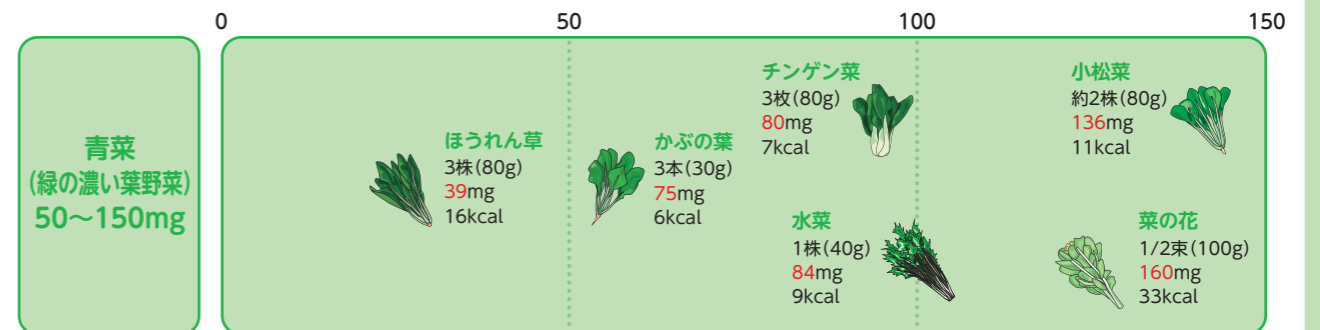 0
50
100
150
青菜
(緑の濃い葉野菜)
50〜150mg
ほうれん草
3株(80g)
39mg
16kcal
かぶの葉
3本(30g)
75mg
6kcal
チンゲン菜
3枚(80g)
80mg
7kcal
水菜
1株(40g)
84mg
9kcal
小松菜
約2株(80g)
136mg
11kcal
菜の花
1/2束(100g)
160mg
33kcal